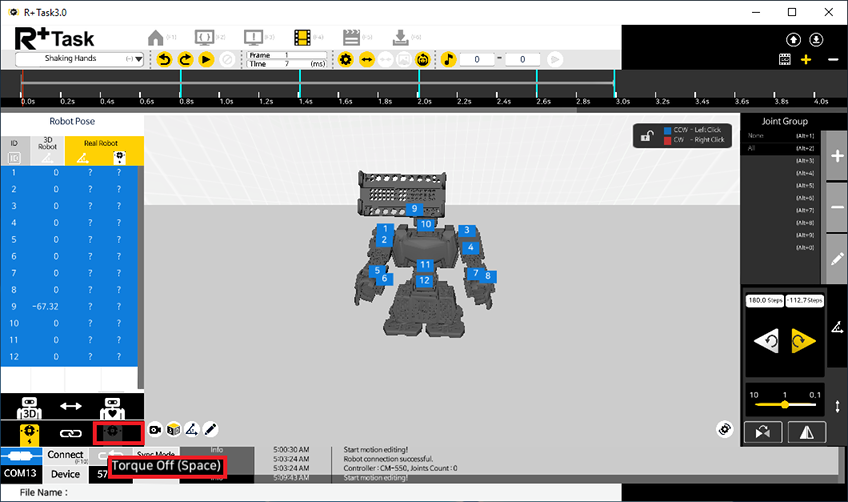 R+Task3.0
R+Task
(F1)
(F2)
(F3)
(F4)
(F5)
(F6)
Shaking Hands
(-)
Frame 1
Time 7 (ms)
0 - 0
0.0s 0.2s 0.4s 0.6s 0.8s 1.0s 1.2s 1.4s 1.6s 1.8s 2.0s 2.2s 2.4s 2.6s 2.8s 3.0s 3.2s 3.4s 3.6s 3.8s 4.0s
Robot Pose
ID 3D Robot Real Robot
ID
1 0 ? ?
2 0 ? ?
3 0 ? ?
4 0 ? ?
5 0 ? ?
6 0 ? ?
7 0 ? ?
8 0 ? ?
9 -67.32 ? ?
10 0 ? ?
11 0 ? ?
12 0 ? ?
3D
CCW - Left Click
CW - Right Click
9
10
1
3
2
4
11
5
7
6
8
12
Joint Group
None (Alt+1)
All (Alt+2)
(Alt+3)
(Alt+4)
(Alt+5)
(Alt+6)
(Alt+7)
(Alt+8)
(Alt+9)
(Alt+0)
180.0 Steps
-112.7 Steps
10 1 0.1
Connect
(F10)
Sync Mode
COM13
Device
57
Torque Off (Space)
Info 5:00:30 AM Start motion editing!
5:03:24 AM Robot connection successful.
5:03:24 AM Controller : CM-550, Joints Count : 0
5:09:43 AM Start motion editing!
File Name :